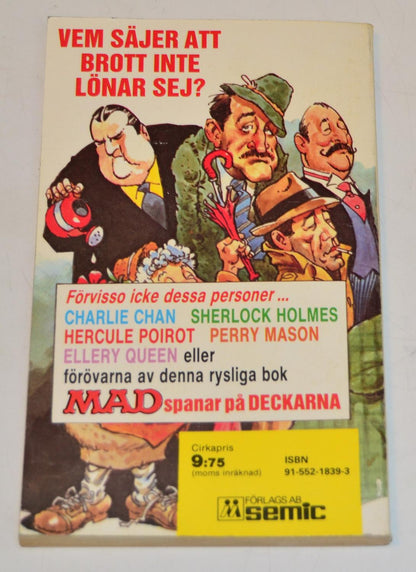 VEM SÄJER ATT
BROTT INTE
LÖNAR SEJ?
Förvisso icke dessa personer ...
CHARLIE CHAN SHERLOCK HOLMES
HERCULE POIROT PERRY MASON
ELLERY QUEEN eller
förövarna av denna rysliga bok
MAD spanar på DECKARNA
Cirkapris
9:75
(moms inräknad)
ISBN
91-552-1839-3
FÖRLAGS AB
semic